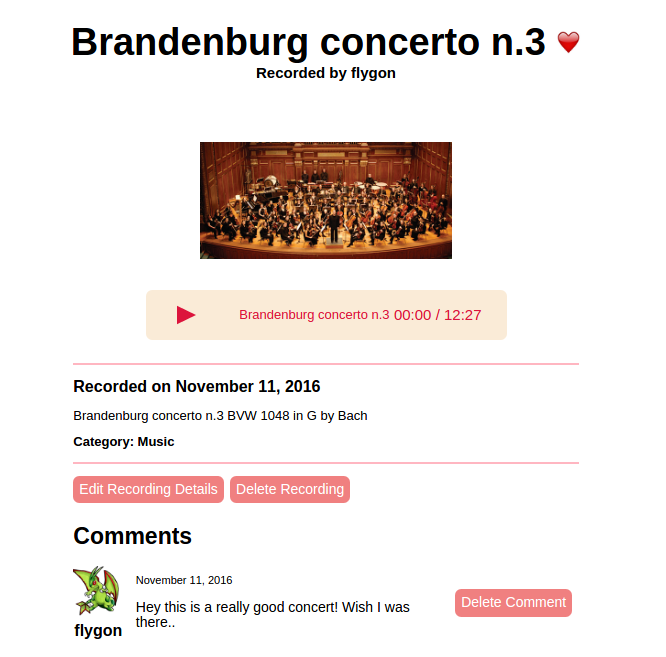 Brandenburg concerto n.3
Recorded by flygon
Brandenburg concerto n.3 00:00 / 12:27
Recorded on November 11, 2016
Brandenburg concerto n.3 BVW 1048 in G by Bach
Category: Music
Edit Recording Details Delete Recording
Comments
November 11, 2016
Hey this is a really good concert! Wish I was
there..
Delete Comment
flygon